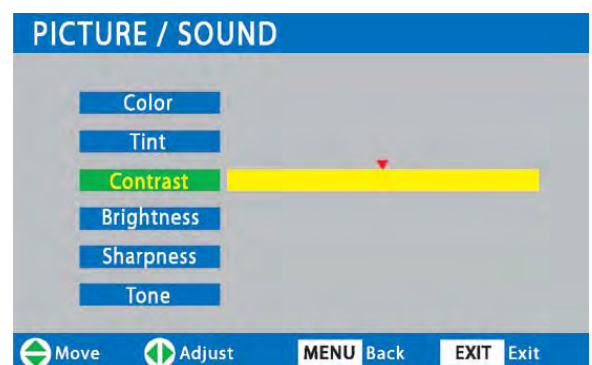 PICTURE / SOUND
Color
Tint
Contrast
Brightness
Sharpness
Tone
Move Adjust MENU Back EXIT Exit